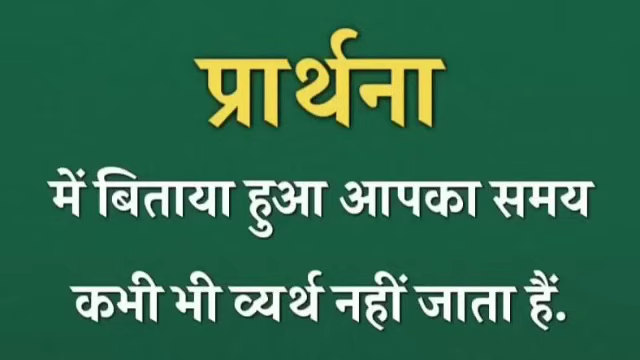 प्रार्थना
में बिताया हुआ आपका समय
कभी भी व्यर्थ नहीं जाता हैं.